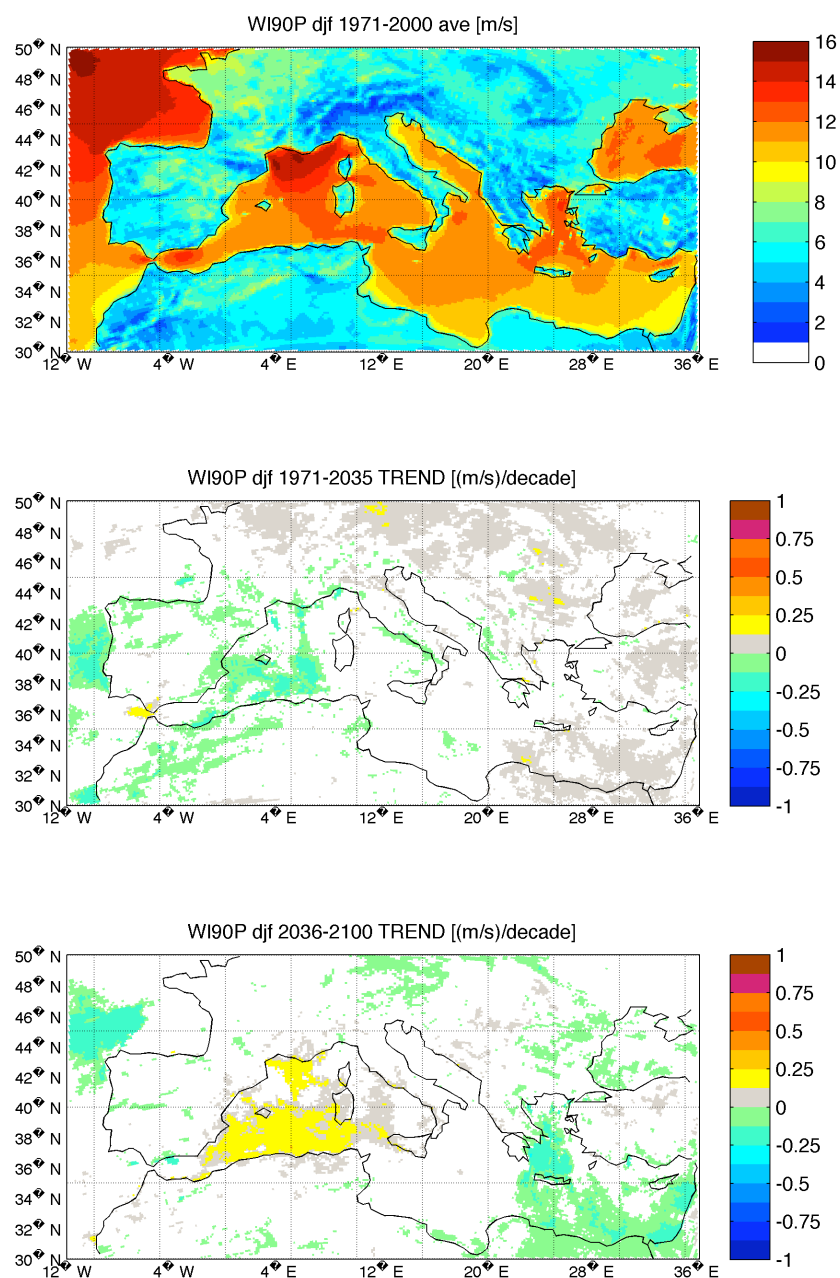 WI90P djf 1971-2000 ave [m/s]
50� N
48� N
46� N
44� N
42� N
40� N
38� N
36� N
34� N
32� N
30� N
12� W 4� W 4� E 12� E 20� E 28� E 36� E
16
14
12
10
8
6
4
2
0
WI90P djf 1971-2035 TREND [(m/s)/decade]
50� N
48� N
46� N
44� N
42� N
40� N
38� N
36� N
34� N
32� N
30� N
12� W 4� W 4� E 12� E 20� E 28� E 36� E
1
0.75
0.5
0.25
0
-0.25
-0.5
-0.75
-1
WI90P djf 2036-2100 TREND [(m/s)/decade]
50� N
48� N
46� N
44� N
42� N
40� N
38� N
36� N
34� N
32� N
30� N
12� W 4� W 4� E 12� E 20� E 28� E 36� E
1
0.75
0.5
0.25
0
-0.25
-0.5
-0.75
-1